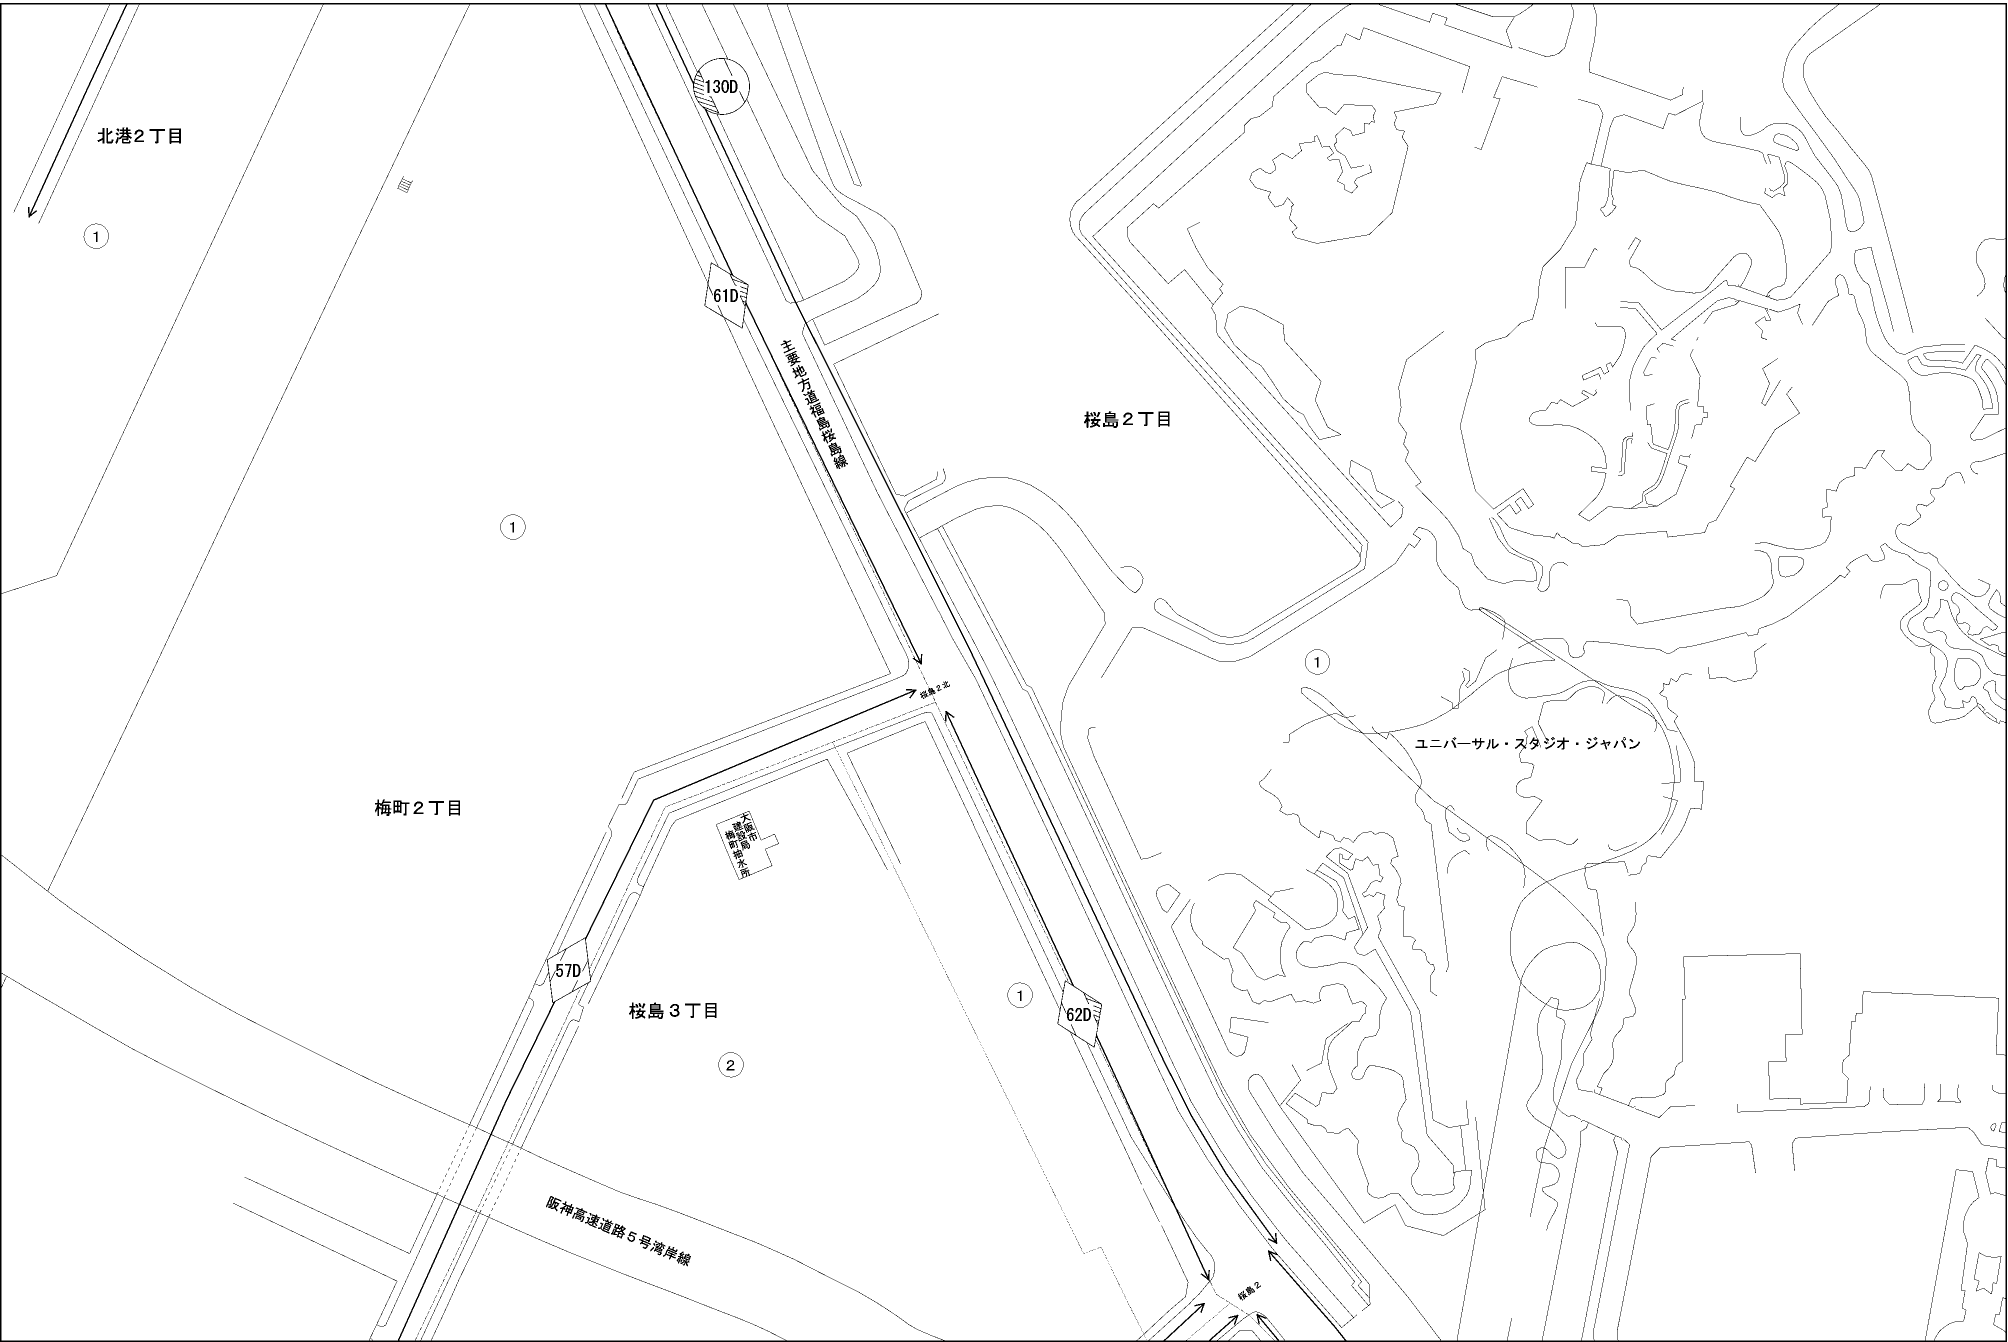 130D
北港２丁目
1
61D
主要地方道福島桜島線
桜島２丁目
1
1
桜島２北
ユニバーサル・スタジオ・ジャパン
梅町２丁目
大阪市
建設局
梅町抽水所
57D
桜島３丁目
1
62D
2
阪神高速道路５号湾岸線
桜島２